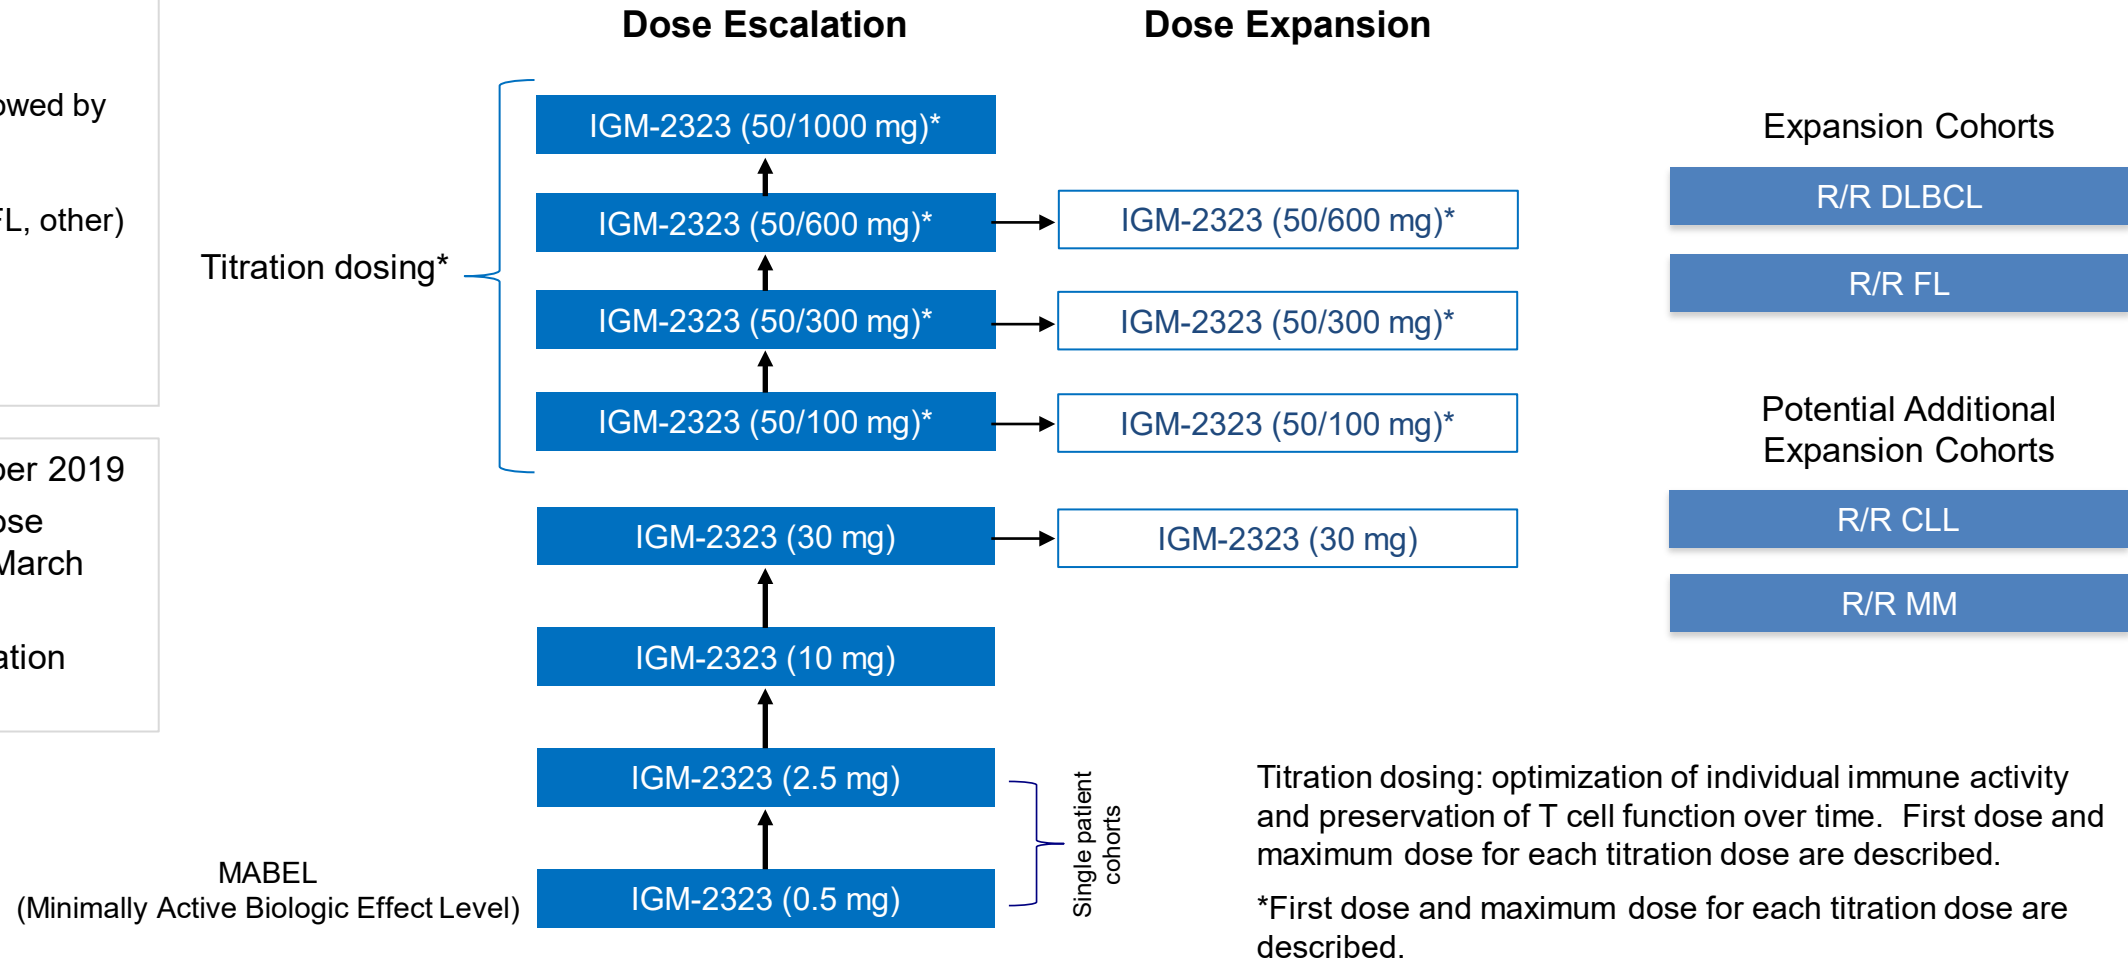 Dose Escalation
Dose Expansion
owed by
FL, other)
ber 2019
ose
March
ation
Titration dosing*
IGM-2323 (50/1000 mg)*
IGM-2323 (50/600 mg)*
IGM-2323 (50/600 mg)*
IGM-2323 (50/300 mg)*
IGM-2323 (50/300 mg)*
IGM-2323 (50/100 mg)*
IGM-2323 (50/100 mg)*
IGM-2323 (30 mg)
IGM-2323 (30 mg)
IGM-2323 (10 mg)
IGM-2323 (2.5 mg)
IGM-2323 (0.5 mg)
Single patient
cohorts
MABEL
(Minimally Active Biologic Effect Level)
Expansion Cohorts
R/R DLBCL
R/R FL
Potential Additional
Expansion Cohorts
R/R CLL
R/R MM
Titration dosing: optimization of individual immune activity
and preservation of T cell function over time.  First dose and
maximum dose for each titration dose are described.
*First dose and maximum dose for each titration dose are
described.